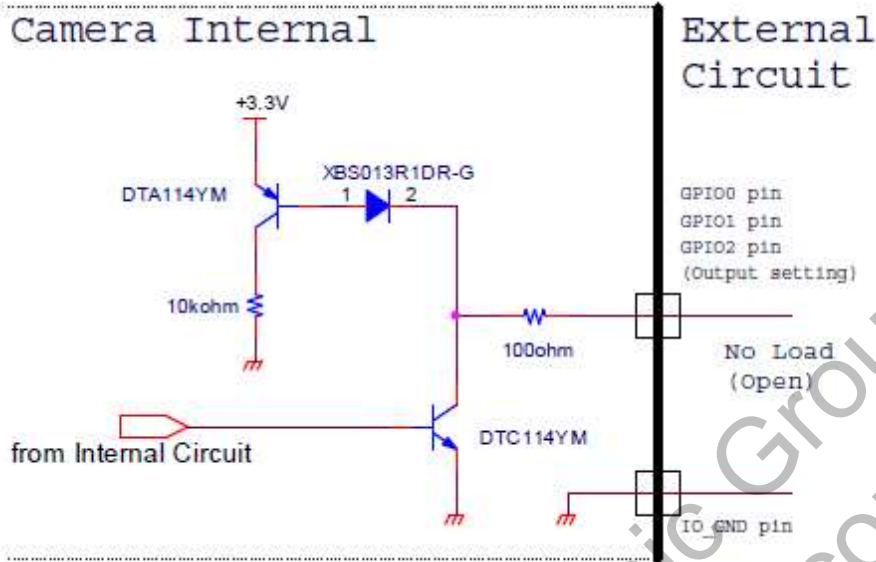 Camera Internal
External
Circuit
+3.3V
XBS013R1DR-G
1
2
DTA114YM
GPIO0 pin
GPIO1 pin
GPIO2 pin
(Output setting)
10kohm
100ohm
No Load
(Open)
DTC114YM
from Internal Circuit
IO_GND pin